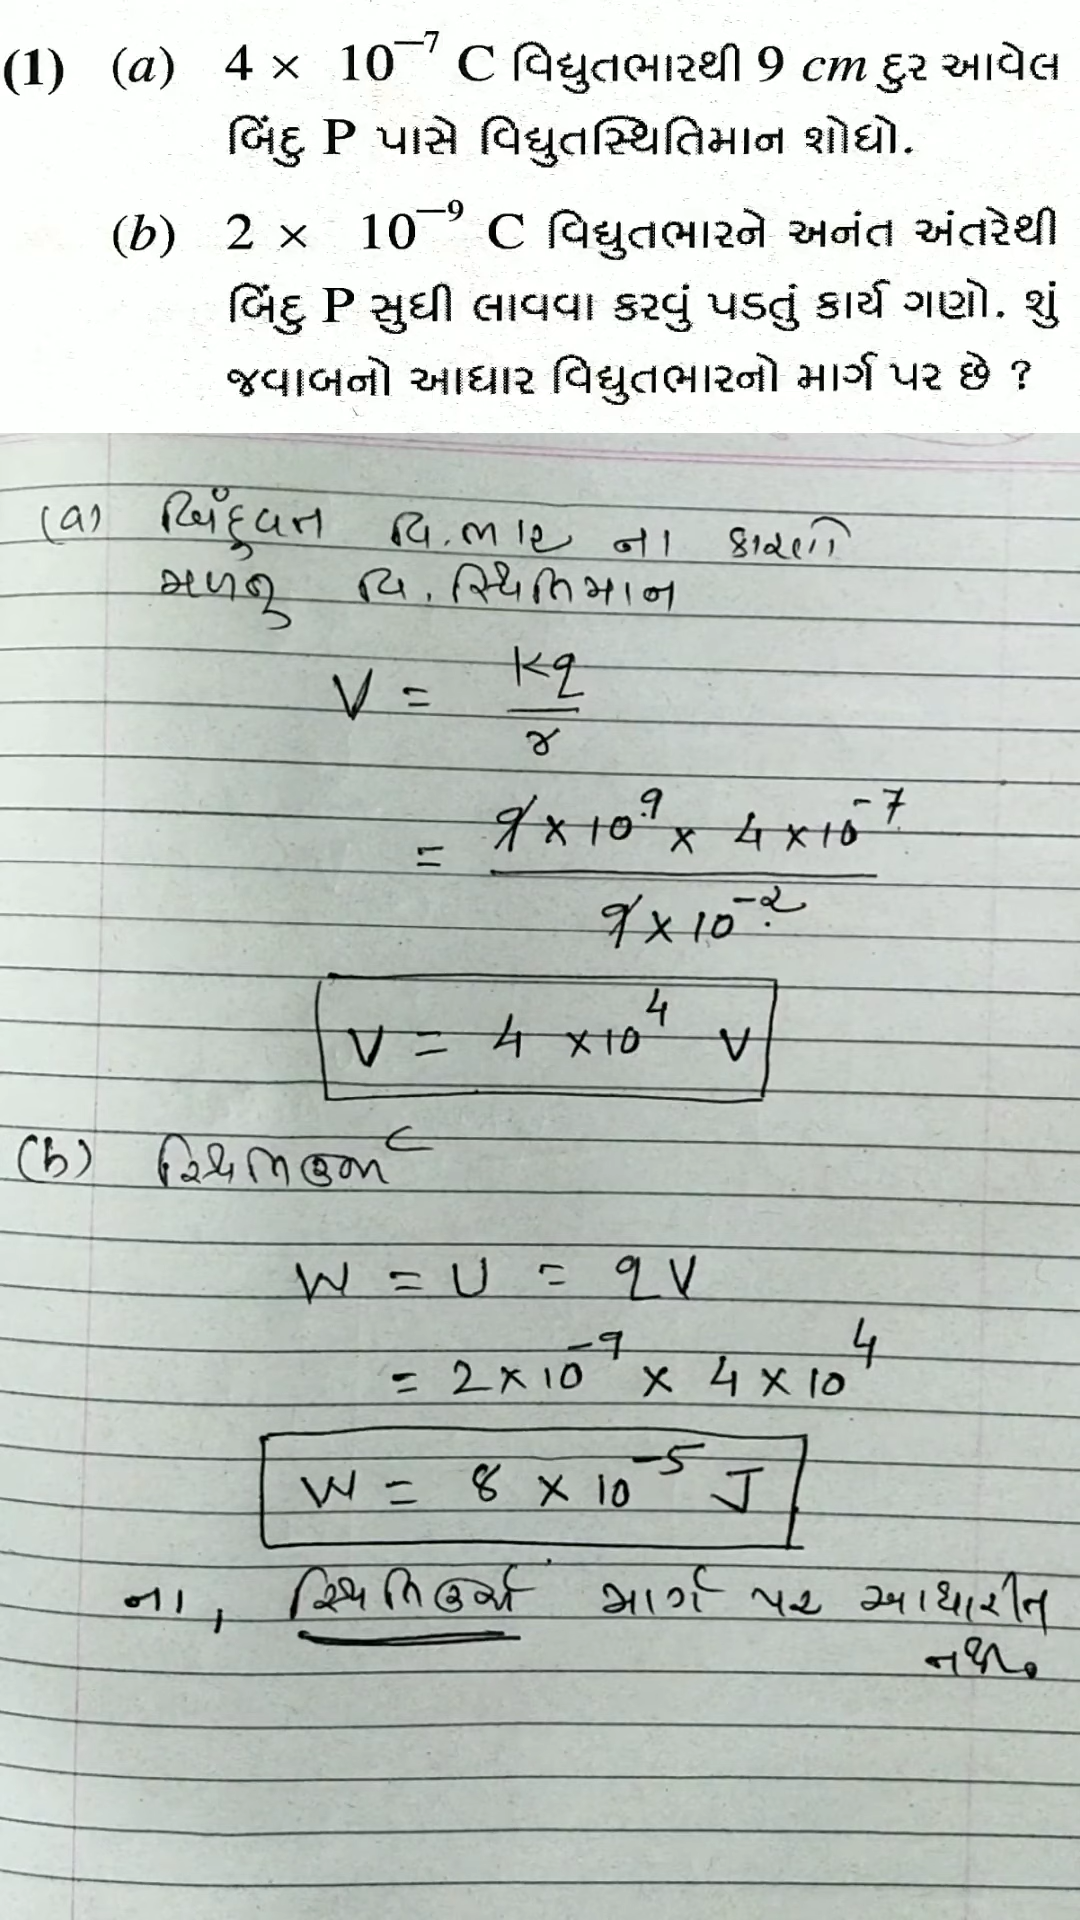 (1) (a) 4 × 10⁻⁷ C વિદ્યુતભારથી 9 cm દુર આવેલ
બિંદુ P પાસે વિદ્યુતસ્થિતિમાન શોધો.
(b) 2 × 10⁻⁹ C વિદ્યુતભારને અનંત અંતરેથી
બિંદુ P સુધી લાવવા કરવું પડતું કાર્ય ગણો. શું
જવાબનો આધાર વિદ્યુતભારનો માર્ગ પર છે ?
(a) બિંદુવત વિ.ભાર ના કારણે
મળતુ વિ. સ્થિતિમાન
V = kq
r
= 9 × 10⁹ × 4 × 10⁻⁷
9 × 10⁻²
V = 4 × 10⁴ V
(b) સ્થિતિઉર્જા
W = U = qV
= 2 × 10⁻⁹ × 4 × 10⁴
W = 8 × 10⁻⁵ J
ના, સ્થિતિઉર્જા માર્ગ પર આધારીત
નથી.